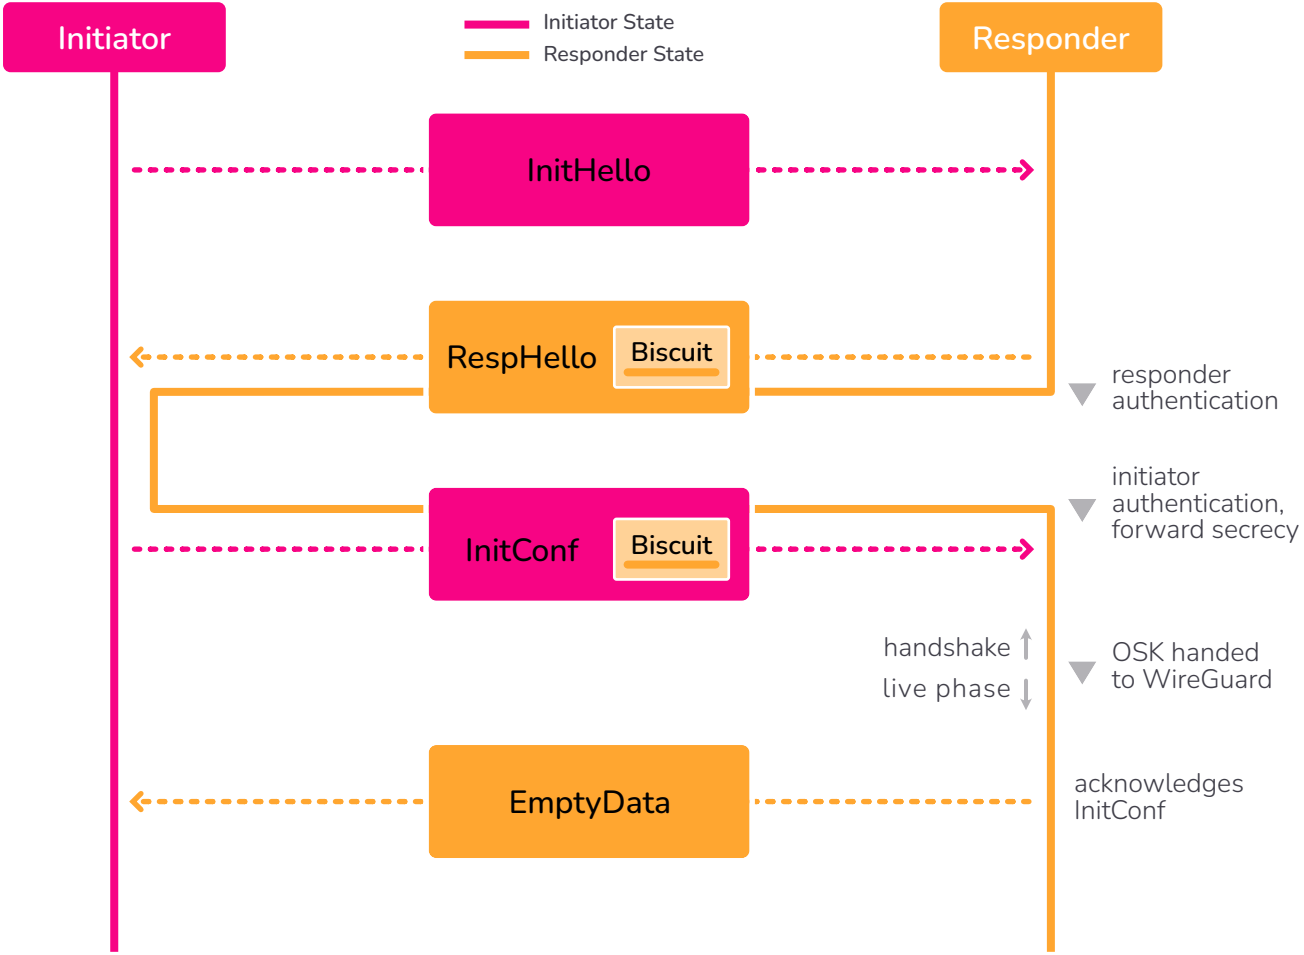 Initiator
Initiator State
Responder State
Responder
InitHello
RespHello
Biscuit
responder
authentication
initiator
authentication,
forward secrecy
InitConf
Biscuit
handshake
live phase
OSK handed
to WireGuard
EmptyData
acknowledges
InitConf